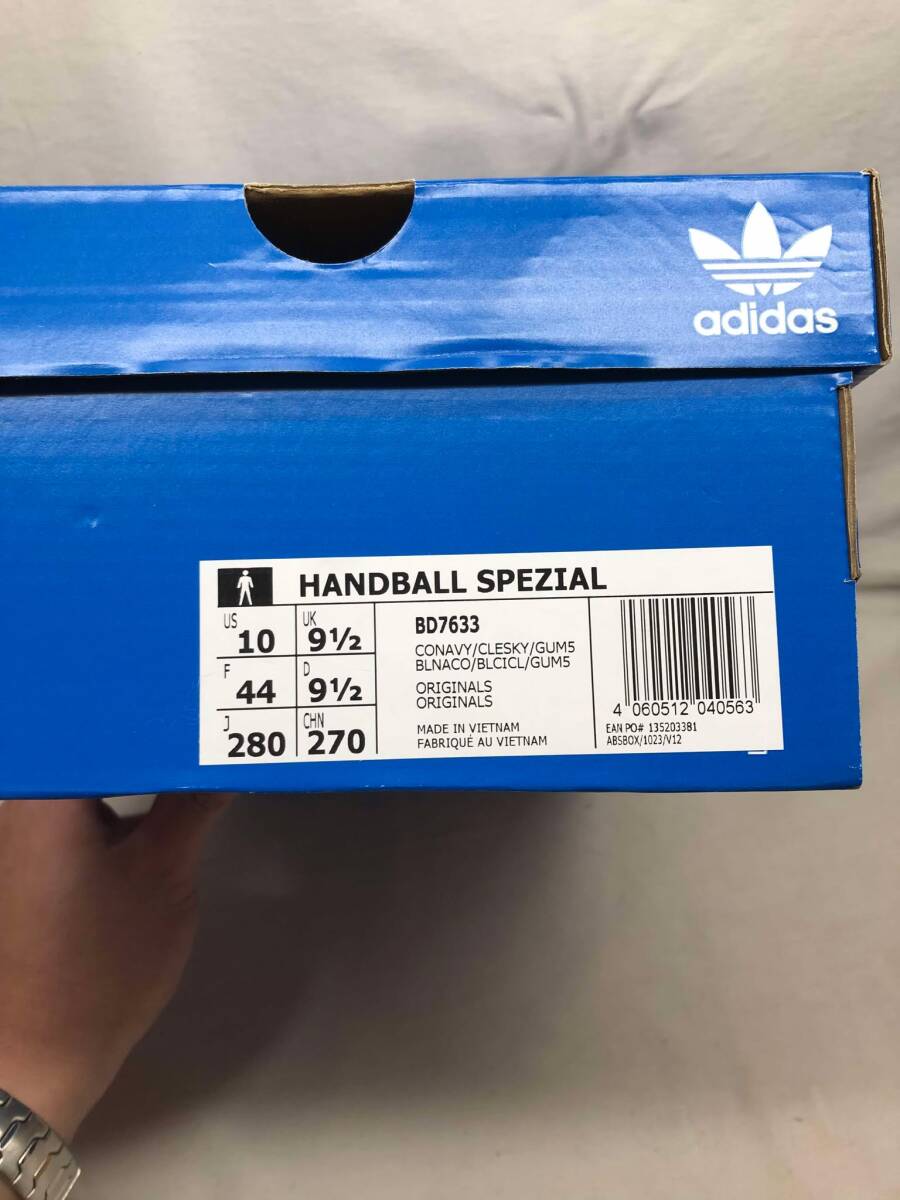 adidas
HANDBALL SPEZIAL
US 10 UK 9½
F 44 D 9½
J 280 CHN 270
BD7633
CONAVY/CLESKY/GUM5
BLNACO/BLCICL/GUM5
ORIGINALS
ORIGINALS
MADE IN VIETNAM
FABRIQUÉ AU VIETNAM
4 060512 040563
EAN PO# 135203381
ABSBOX/1023/V12